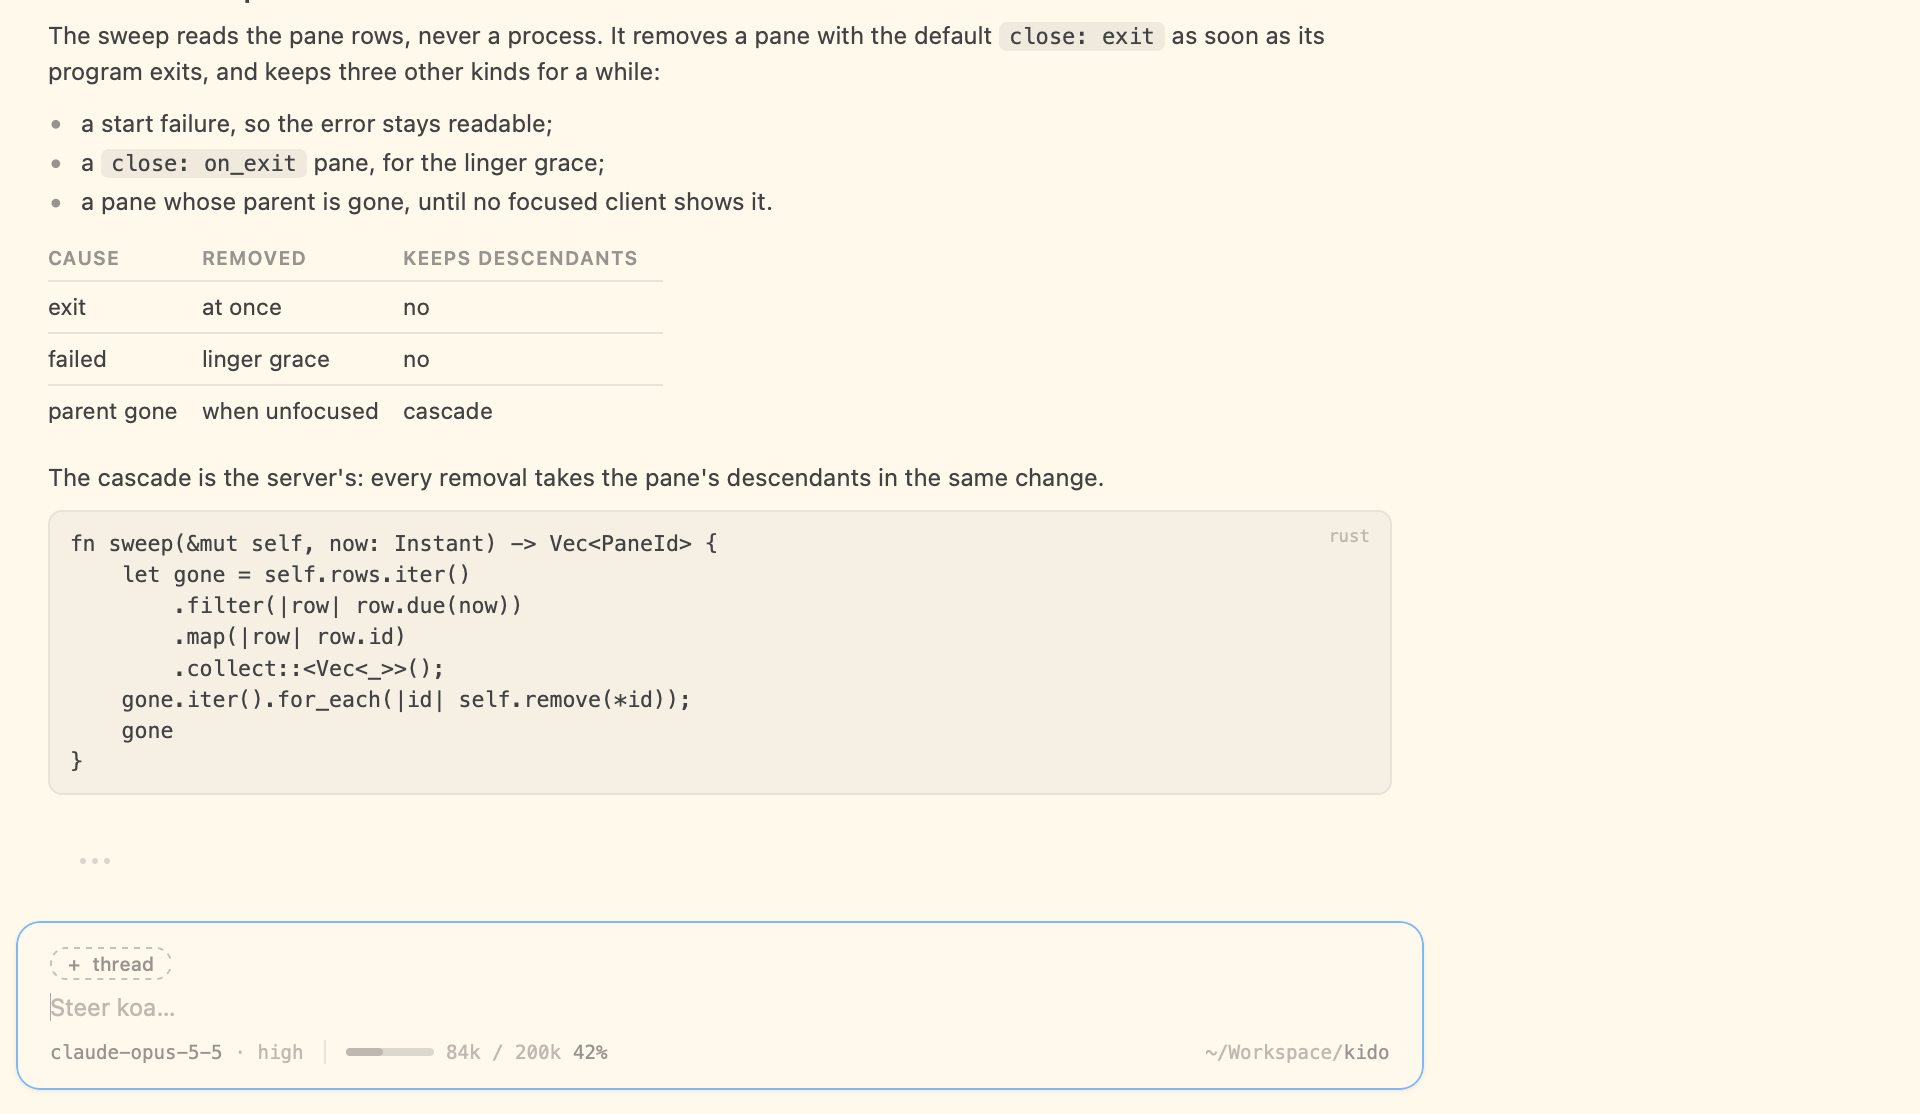 The sweep reads the pane rows, never a process. It removes a pane with the default close: exit as soon as its
program exits, and keeps three other kinds for a while:
• a start failure, so the error stays readable;
• a close: on_exit pane, for the linger grace;
• a pane whose parent is gone, until no focused client shows it.
CAUSE REMOVED KEEPS DESCENDANTS
exit at once no
failed linger grace no
parent gone when unfocused cascade
The cascade is the server's: every removal takes the pane's descendants in the same change.
rust
fn sweep(&mut self, now: Instant) -> Vec<PaneId> {
    let gone = self.rows.iter()
        .filter(|row| row.due(now))
        .map(|row| row.id)
        .collect::<Vec<_>>();
    gone.iter().for_each(|id| self.remove(*id));
    gone
}
+ thread
Steer koa...
claude-opus-5-5 · high 84k / 200k 42% ~/Workspace/kido